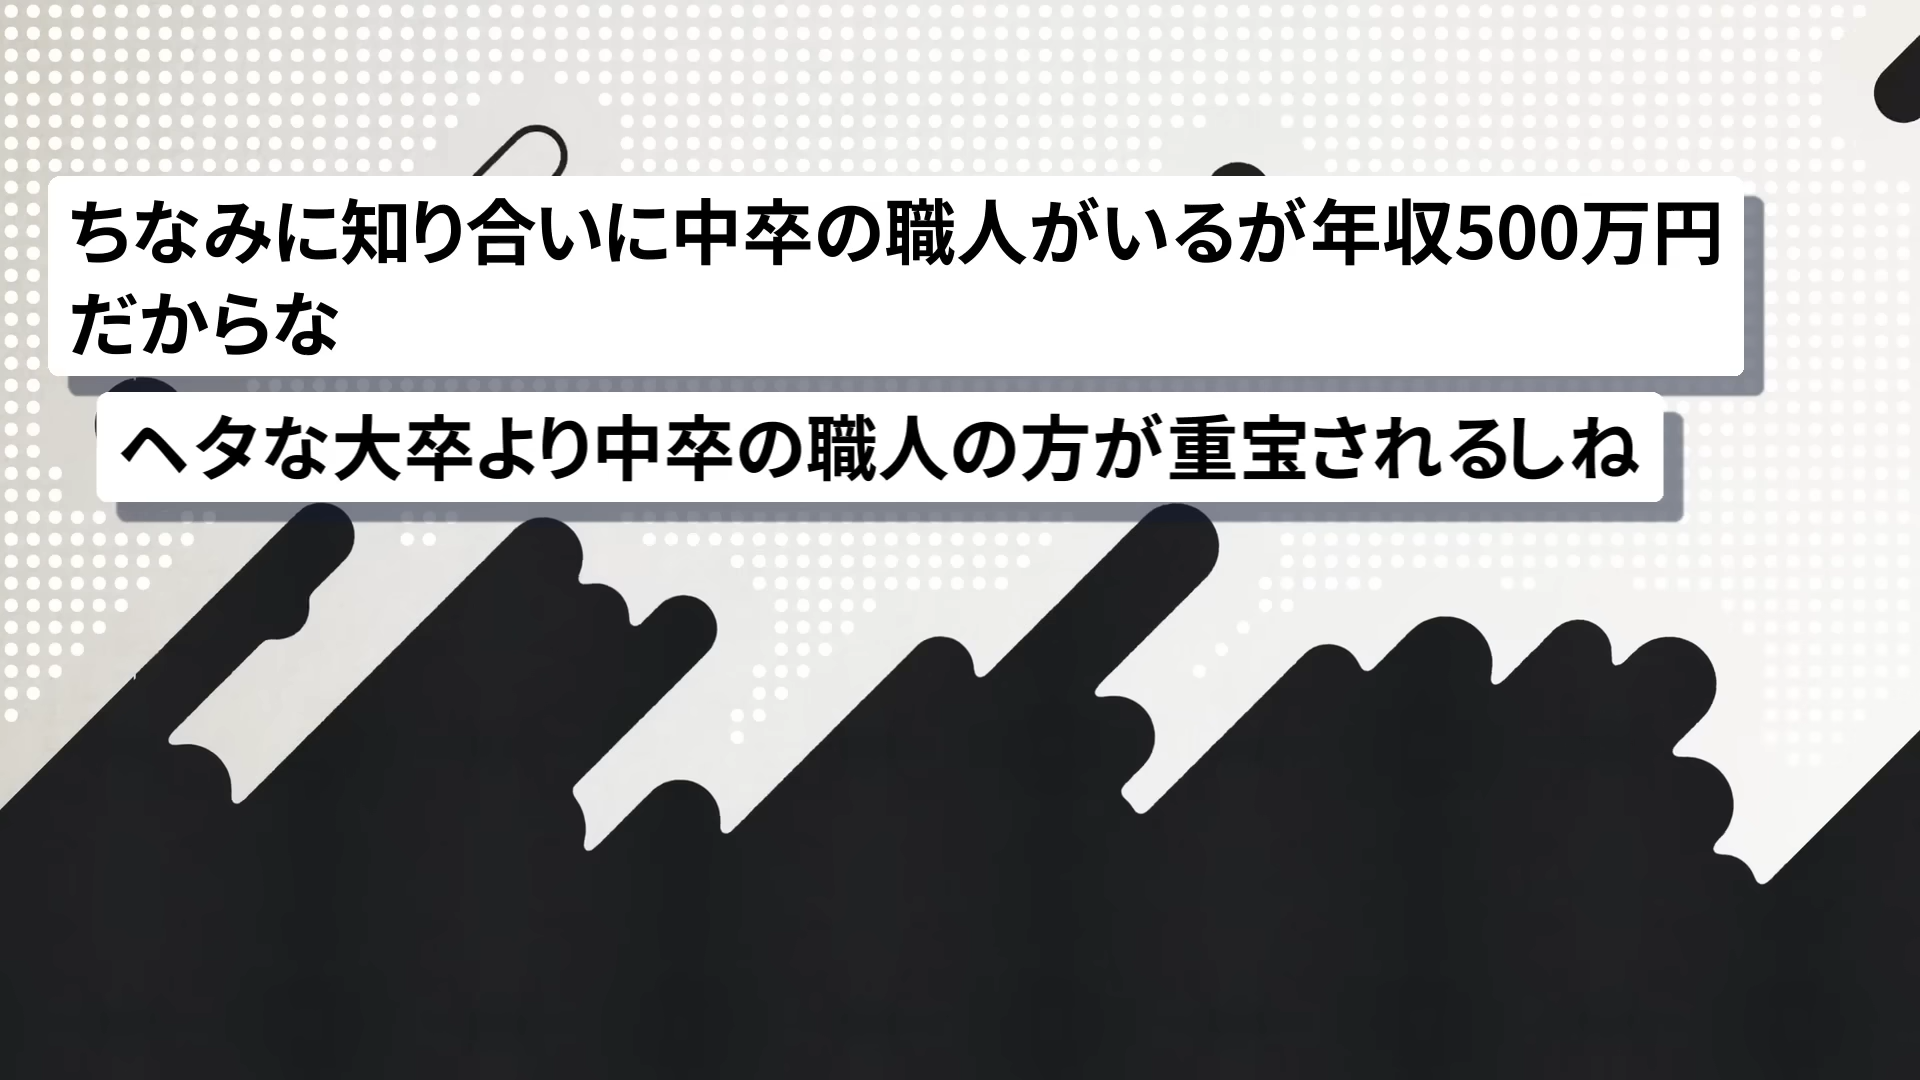 ちなみに知り合いに中卒の職人がいるが年収500万円
だからな
ヘタな大卒より中卒の職人の方が重宝されるしね